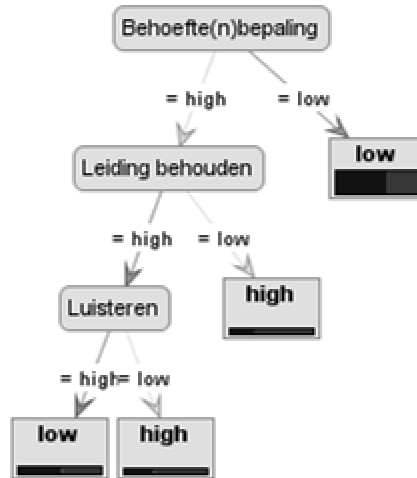 Behoefte(n)bepaling
= high
= low
Leiding behouden
low
= high
= low
Luisteren
high
= high
= low
low
high